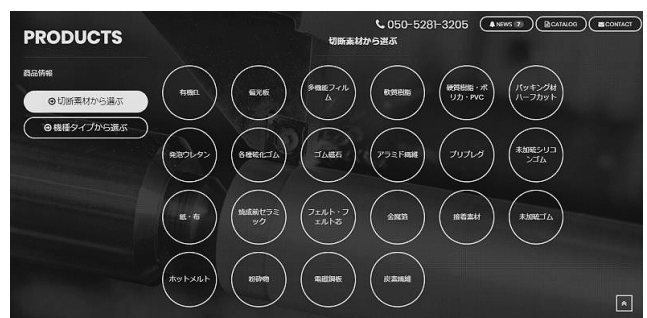 050-5281-3205
NEWS 7
CATALOG
CONTACT
PRODUCTS
商品情報
切断素材から選ぶ
機種タイプから選ぶ
切断素材から選ぶ
有機EL
偏光板
多機能フィル
ム
軟質樹脂
硬質樹脂・ポ
リカ・PVC
パッキング材
ハーフカット
発泡ウレタン
各種硫化ゴム
ゴム磁石
アラミド繊維
プリプレグ
未加硫シリコ
ンゴム
紙・布
焼成前セラミ
ック
フェルト・フ
ェルト芯
金属箔
接着素材
未加硫ゴム
ホットメルト
粉砕物
電磁鋼板
炭素繊維